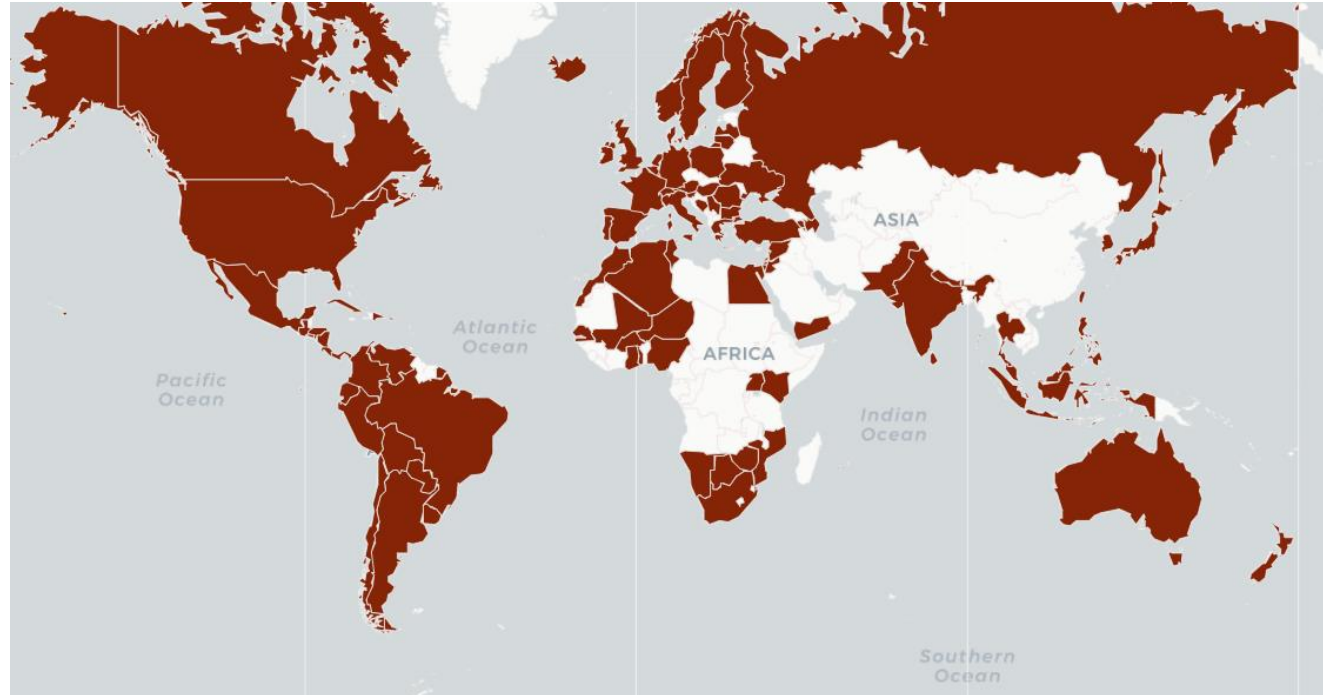 ASIA
Atlantic
Ocean
AFRICA
Pacific
Ocean
Indian
Ocean
Southern
Ocean